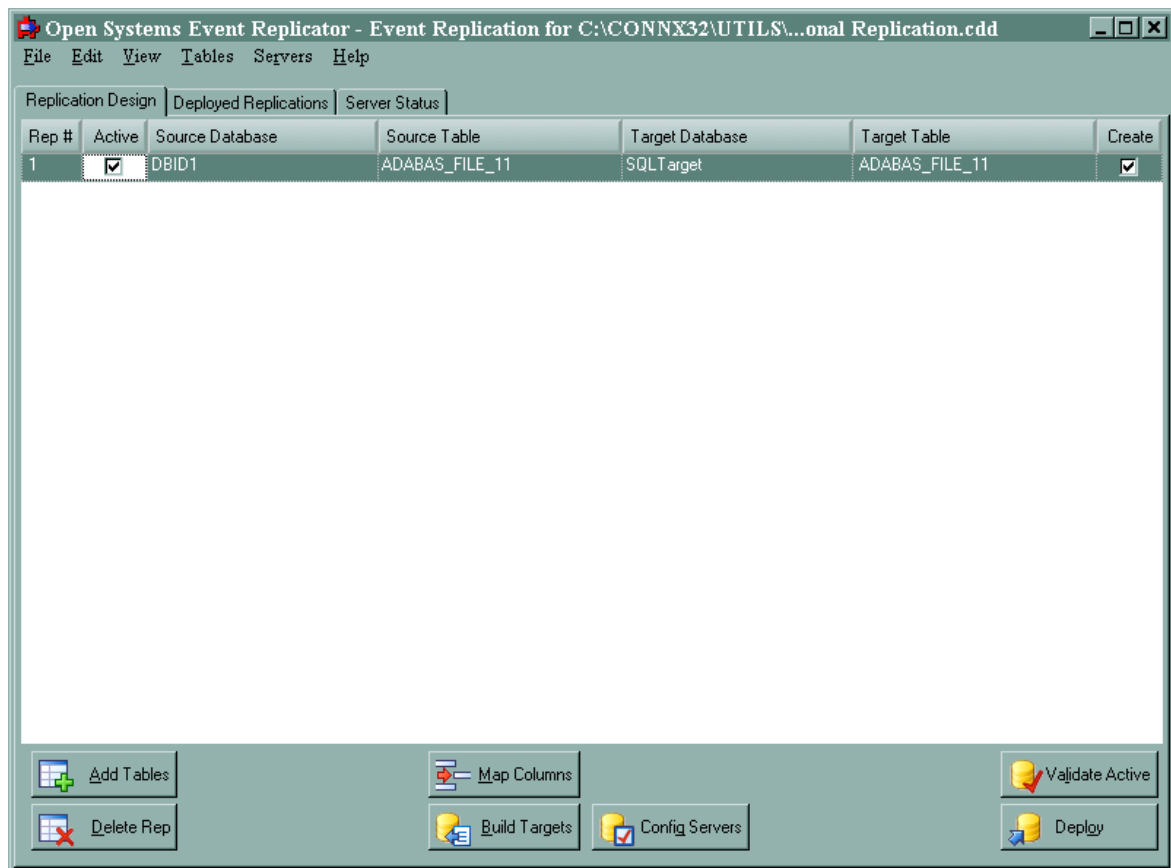 Open Systems Event Replicator - Event Replication for C:\CONNX32\UTILS\...onal Replication.cdd
File Edit View Tables Servers Help
Replication Design Deployed Replications Server Status
Rep # Active Source Database Source Table Target Database Target Table Create
1 DBID1 ADABAS_FILE_11 SQLTarget ADABAS_FILE_11
Add Tables Map Columns Validate Active
Delete Rep Build Targets Config Servers Deploy